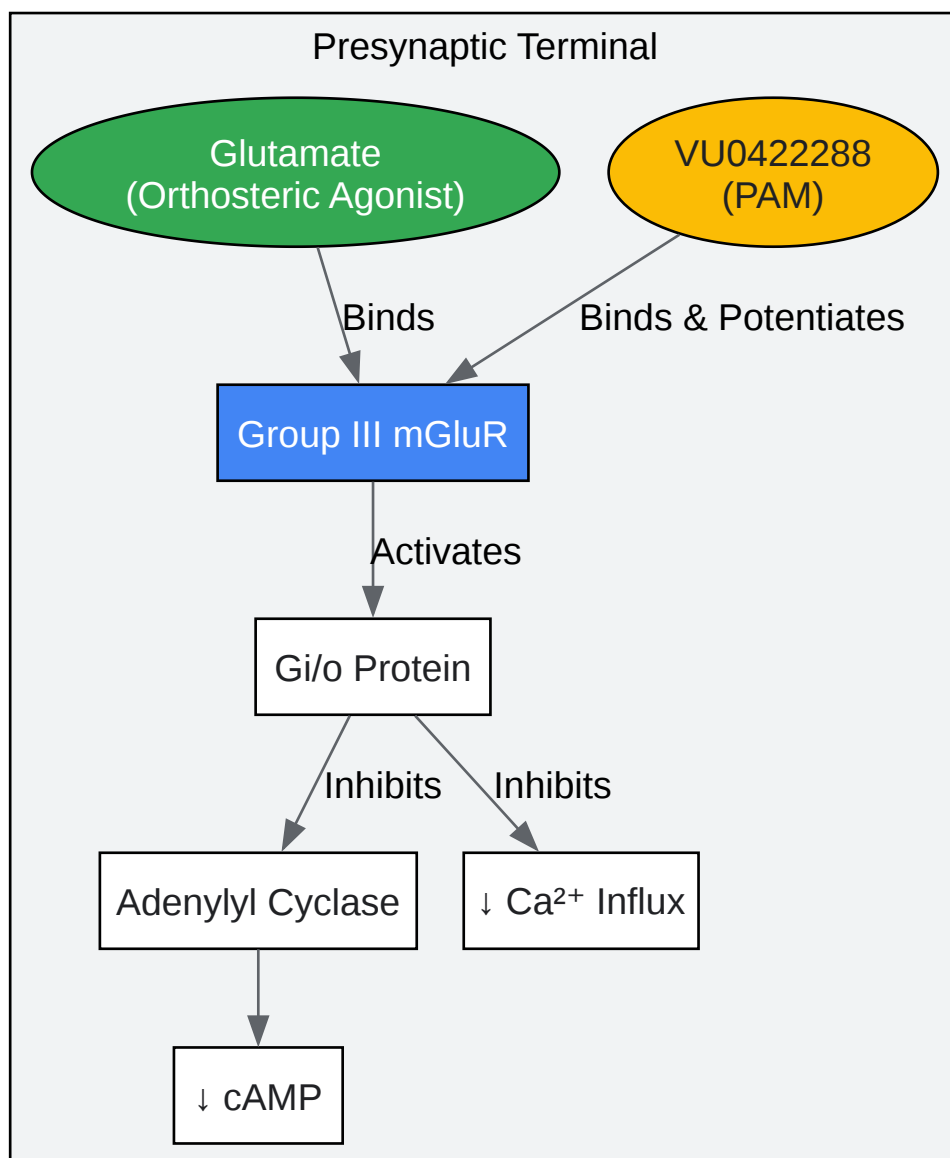 Presynaptic Terminal
Glutamate
(Orthosteric Agonist)
VU0422288
(PAM)
Binds
Binds & Potentiates
Group III mGluR
Activates
Gi/o Protein
Inhibits
Inhibits
Adenylyl Cyclase
↓ Ca²⁺ Influx
↓ cAMP